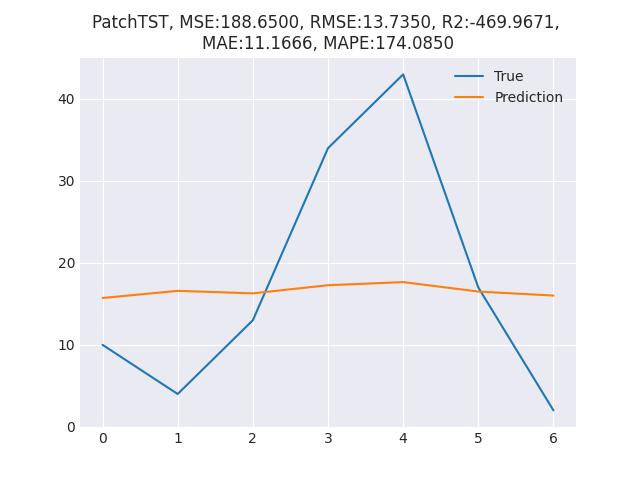 PatchTST, MSE:188.6500, RMSE:13.7350, R2:-469.9671,
MAE:11.1666, MAPE:174.0850
True
Prediction
40
30
20
10
0
0 1 2 3 4 5 6